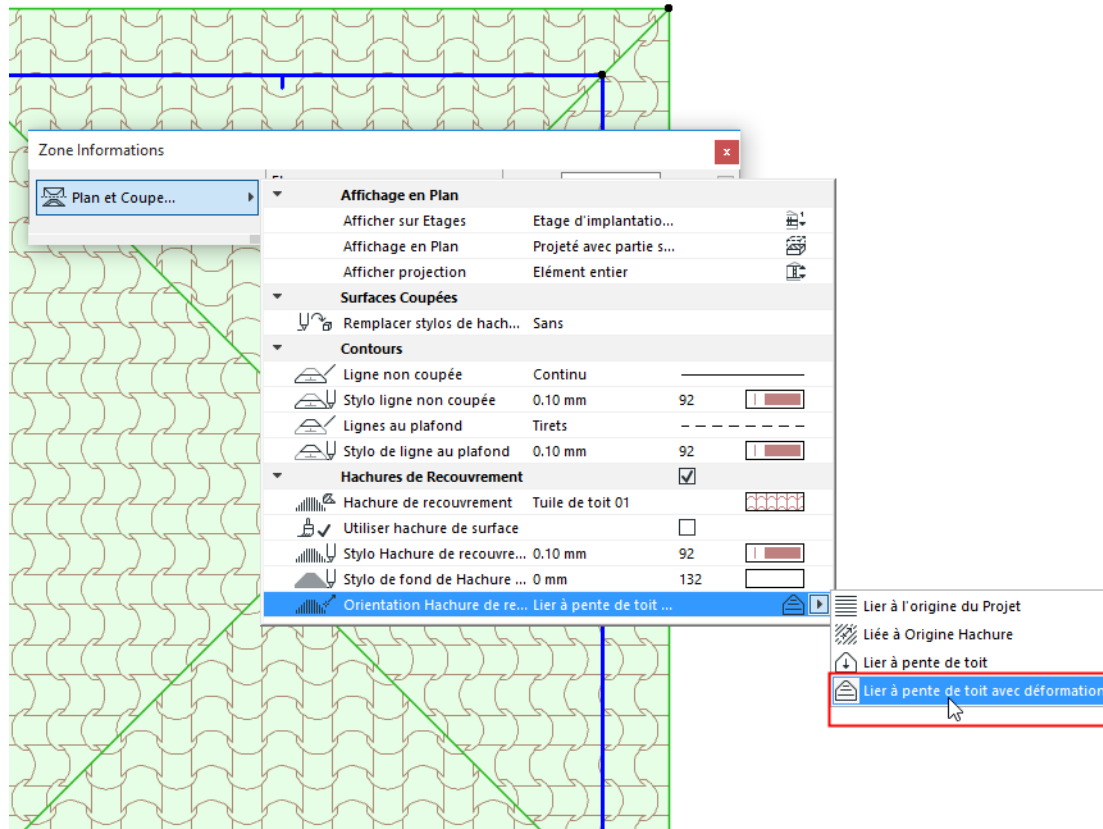 Zone Informations
x
Plan et Coupe...
Affichage en Plan
Afficher sur Etages Etage d'implantatio...
Affichage en Plan Projeté avec partie s...
Afficher projection Elément entier
Surfaces Coupées
Remplacer stylos de hach... Sans
Contours
Ligne non coupée Continu
Stylo ligne non coupée 0.10 mm 92
Lignes au plafond Tirets
Stylo de ligne au plafond 0.10 mm 92
Hachures de Recouvrement
Hachure de recouvrement Tuile de toit 01
Utiliser hachure de surface
Stylo Hachure de recouvre... 0.10 mm 92
Stylo de fond de Hachure ... 0 mm 132
Orientation Hachure de re... Lier à pente de toit ...
Lier à l'origine du Projet
Liée à Origine Hachure
Lier à pente de toit
Lier à pente de toit avec déformation